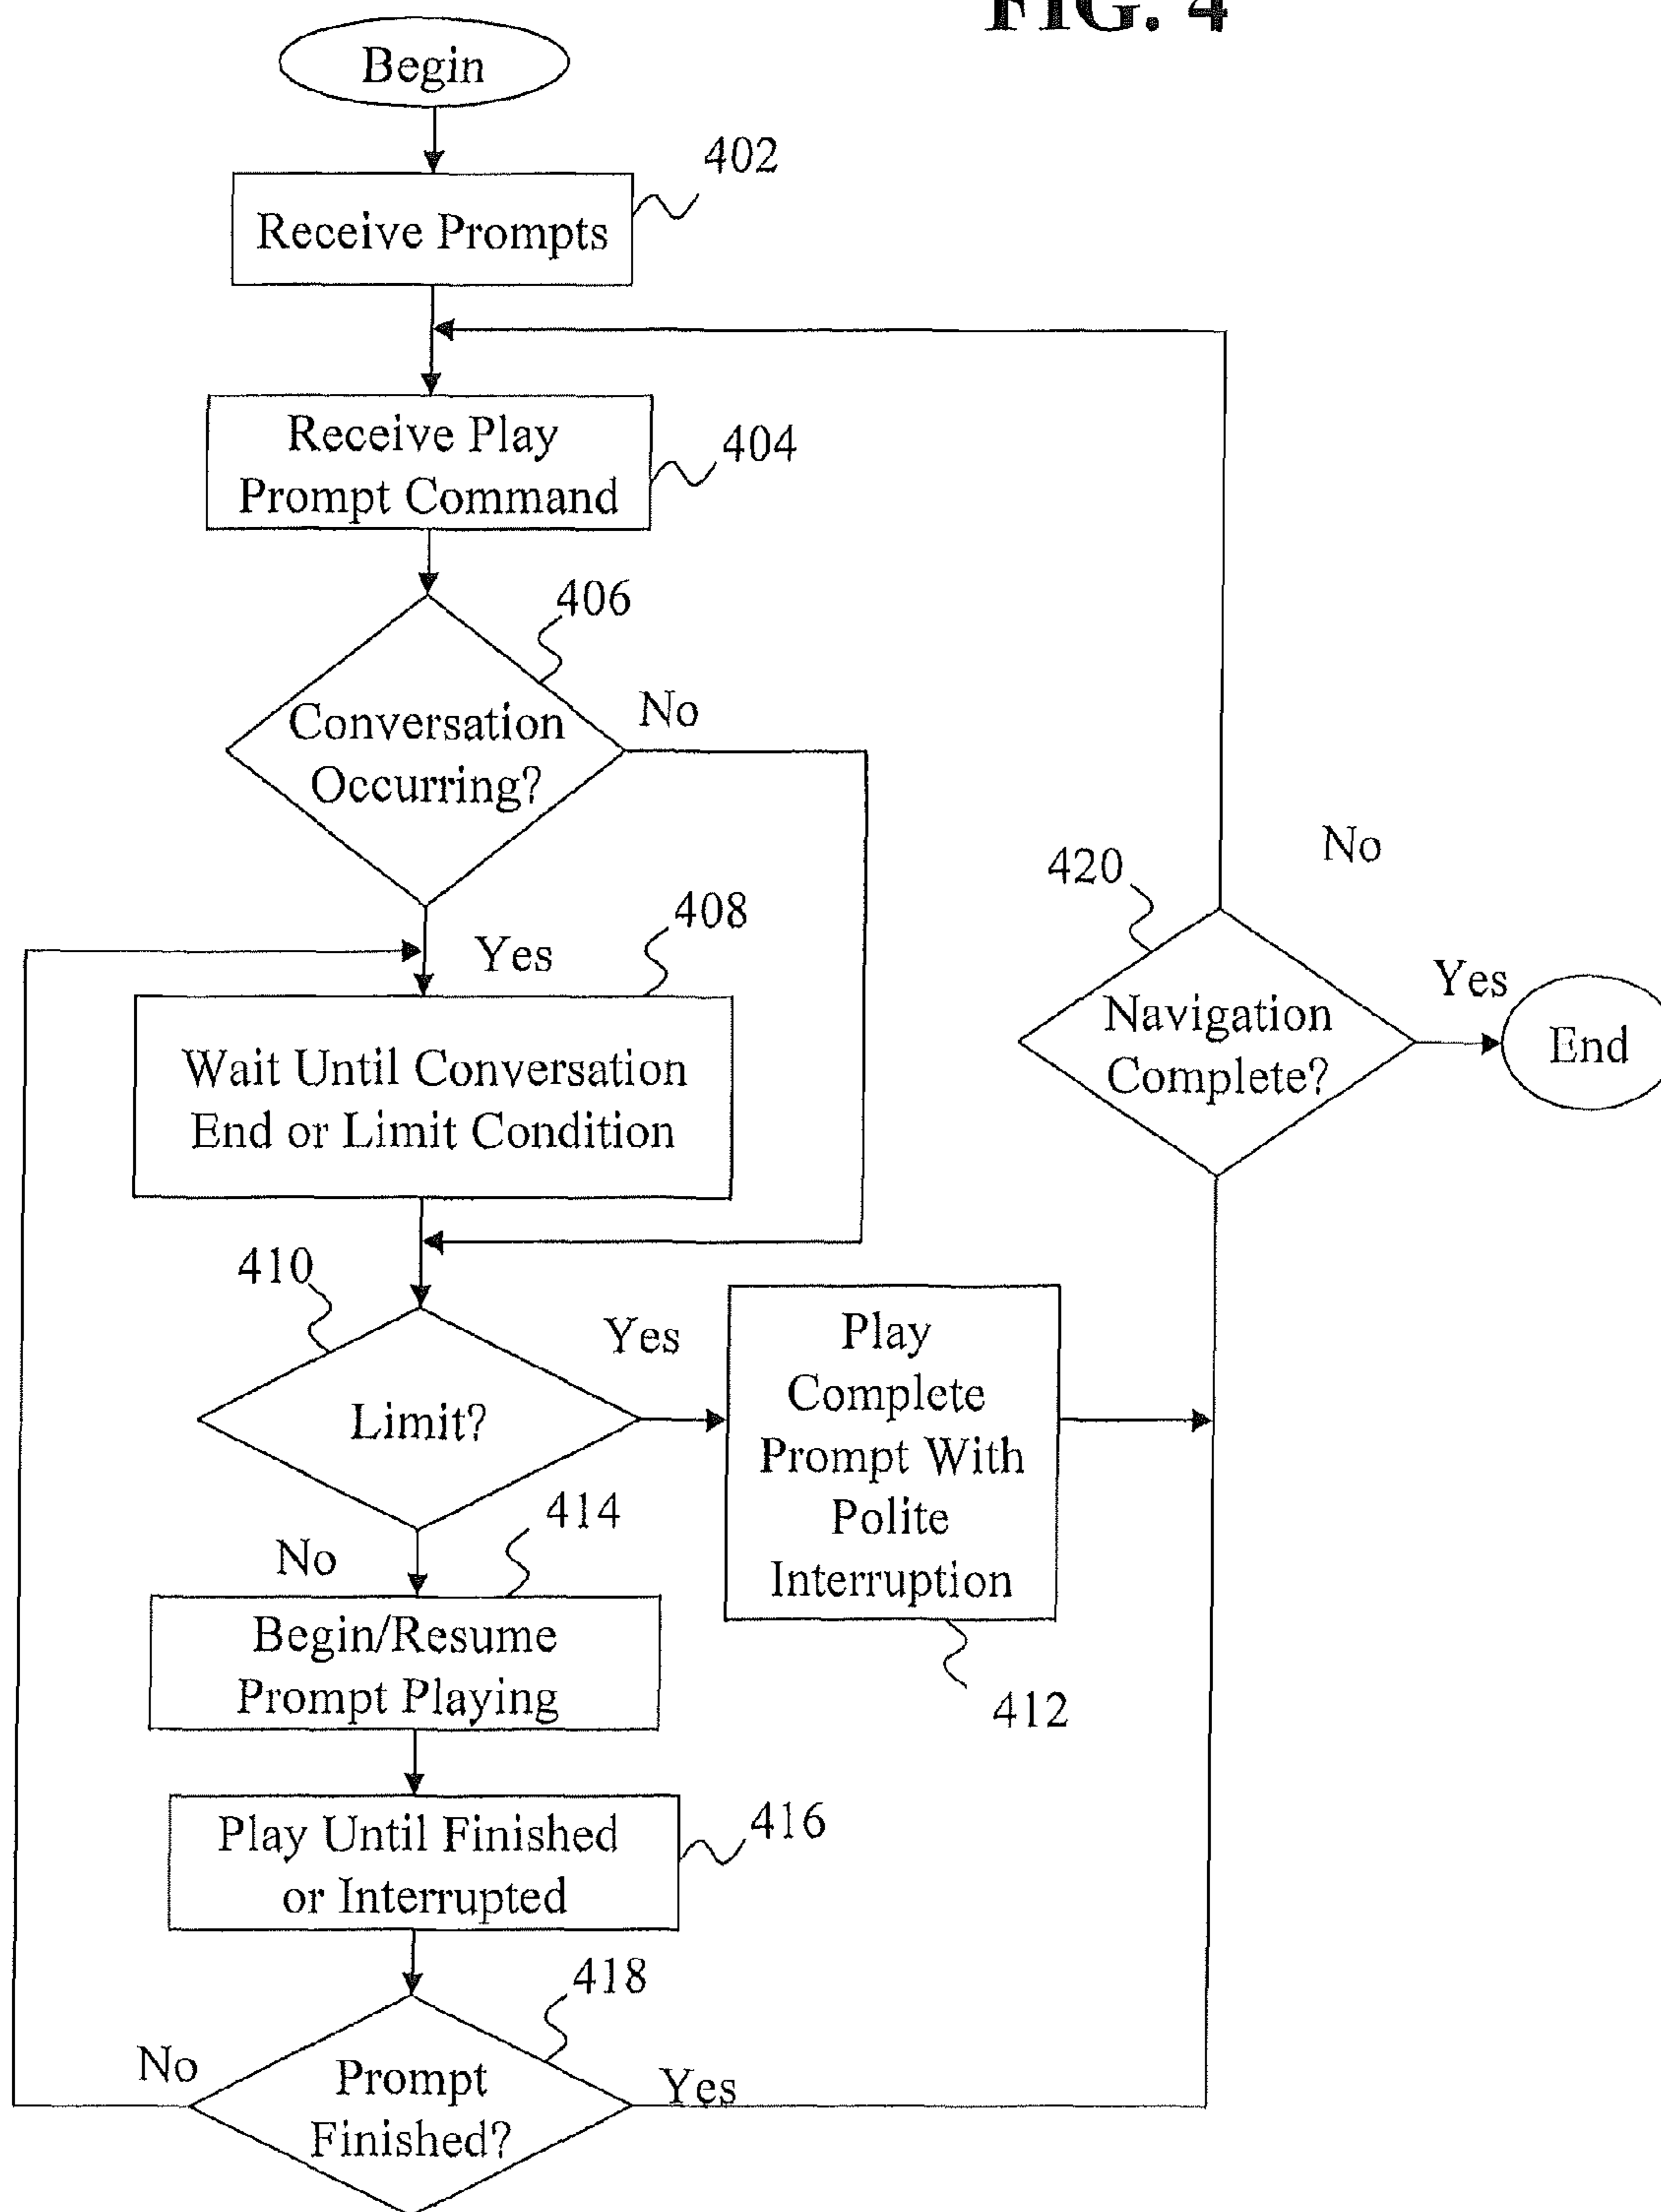 FIG. 4
Begin
402
Receive Prompts
Receive Play
Prompt Command
404
406
Conversation
Occurring?
No
Yes
408
Wait Until Conversation
End or Limit Condition
410
Limit?
Yes
Play
Complete
Prompt With
Polite
Interruption
412
No
414
Begin/Resume
Prompt Playing
Play Until Finished
or Interrupted
416
418
Prompt
Finished?
No
Yes
420
Navigation
Complete?
No
Yes
End